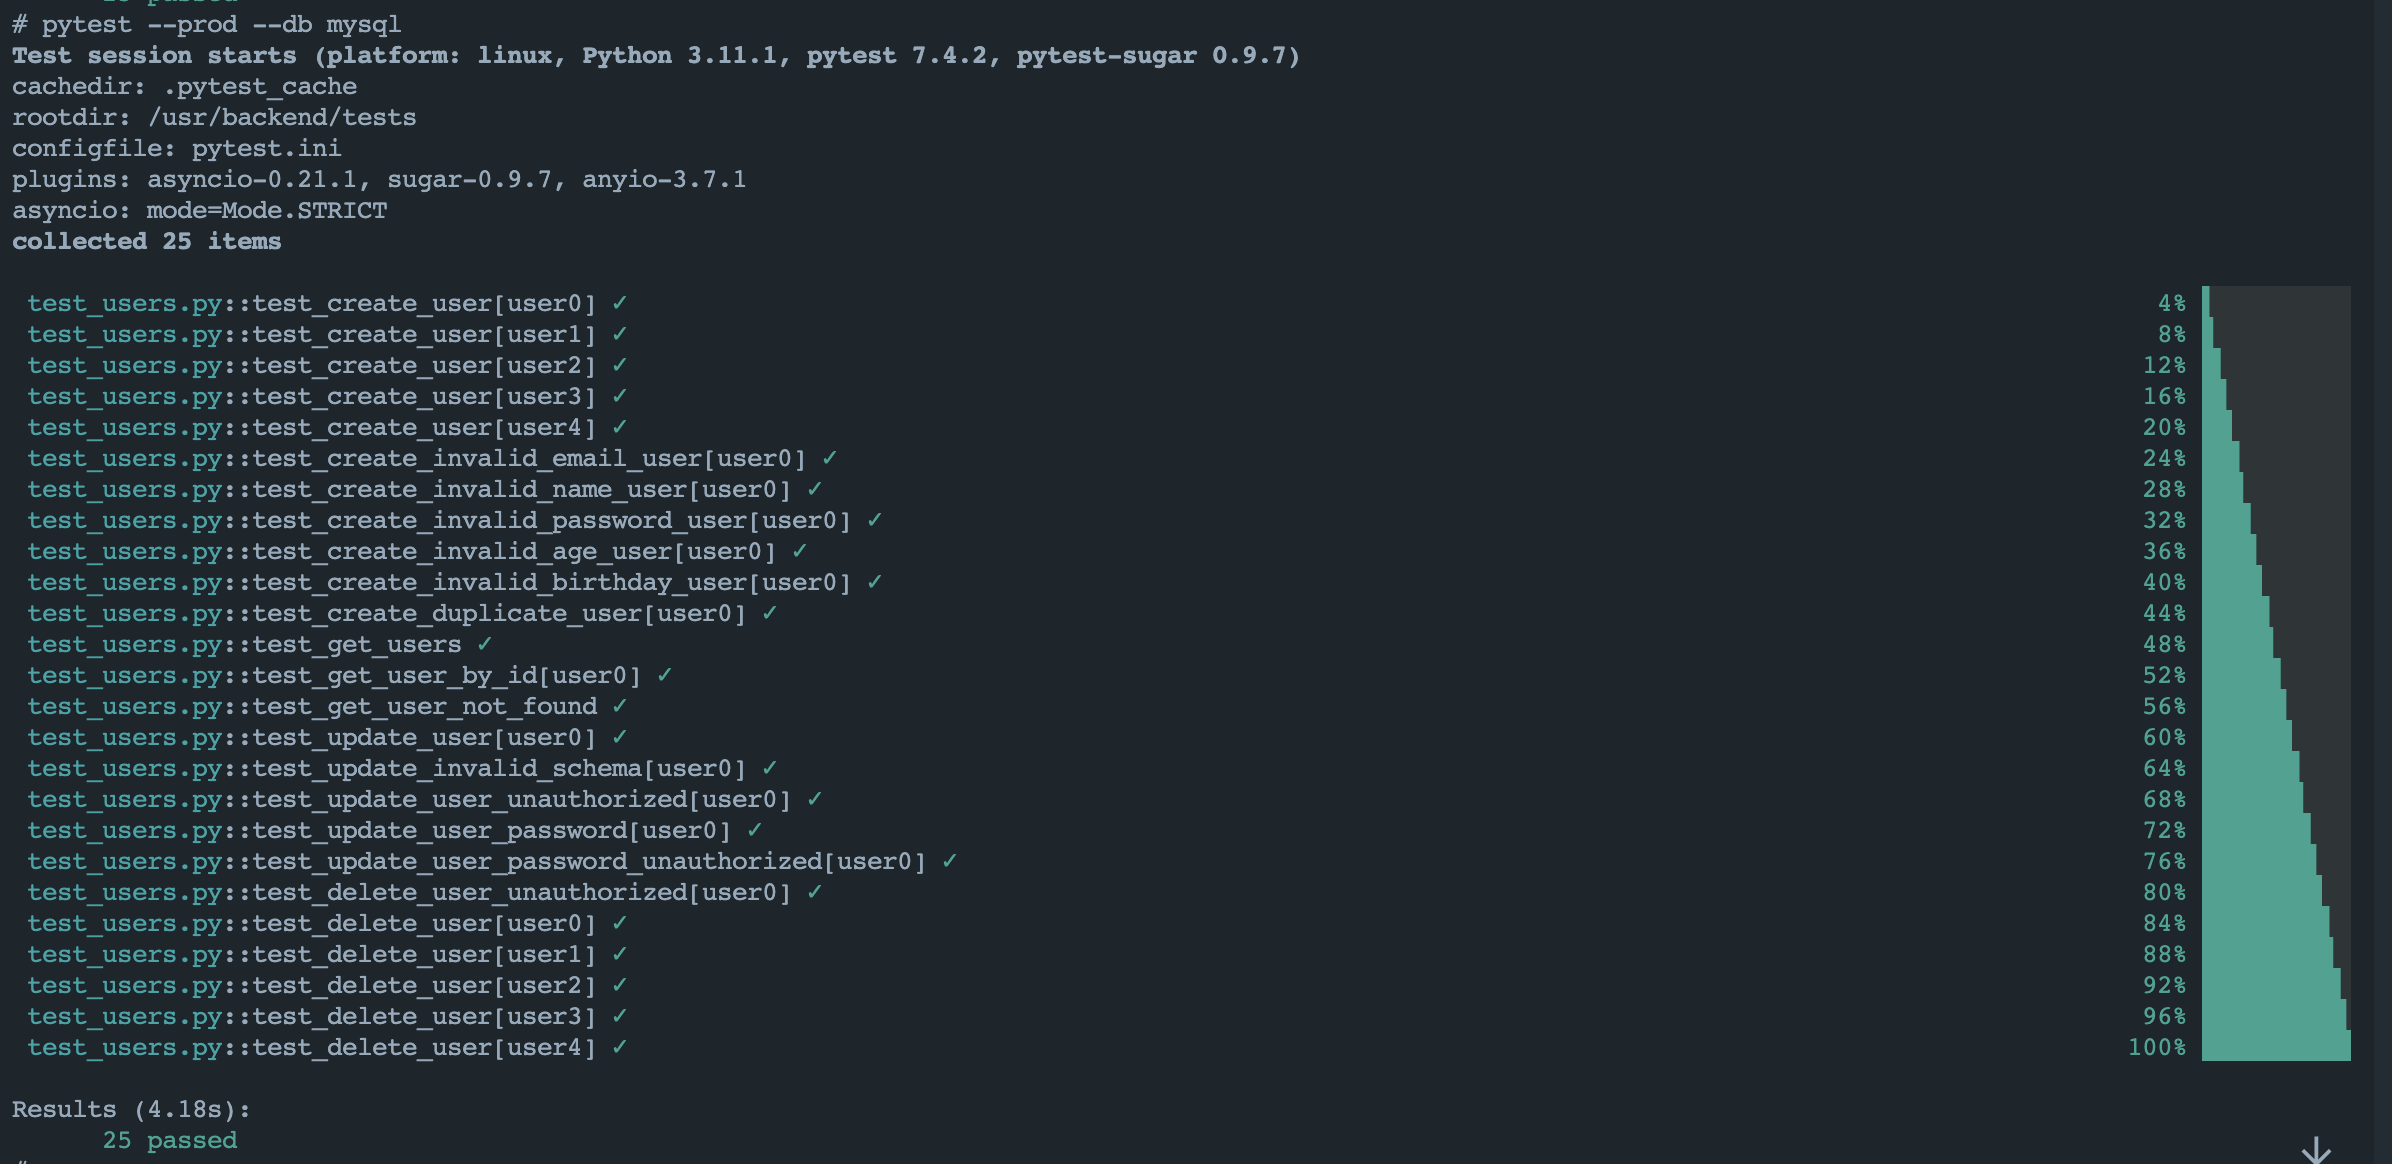 # pytest --prod --db mysql
Test session starts (platform: linux, Python 3.11.1, pytest 7.4.2, pytest-sugar 0.9.7)
cachedir: .pytest_cache
rootdir: /usr/backend/tests
configfile: pytest.ini
plugins: asyncio-0.21.1, sugar-0.9.7, anyio-3.7.1
asyncio: mode=Mode.STRICT
collected 25 items
test_users.py::test_create_user[user0] ✓ 4%
test_users.py::test_create_user[user1] ✓ 8%
test_users.py::test_create_user[user2] ✓ 12%
test_users.py::test_create_user[user3] ✓ 16%
test_users.py::test_create_user[user4] ✓ 20%
test_users.py::test_create_invalid_email_user[user0] ✓ 24%
test_users.py::test_create_invalid_name_user[user0] ✓ 28%
test_users.py::test_create_invalid_password_user[user0] ✓ 32%
test_users.py::test_create_invalid_age_user[user0] ✓ 36%
test_users.py::test_create_invalid_birthday_user[user0] ✓ 40%
test_users.py::test_create_duplicate_user[user0] ✓ 44%
test_users.py::test_get_users ✓ 48%
test_users.py::test_get_user_by_id[user0] ✓ 52%
test_users.py::test_get_user_not_found ✓ 56%
test_users.py::test_update_user[user0] ✓ 60%
test_users.py::test_update_invalid_schema[user0] ✓ 64%
test_users.py::test_update_user_unauthorized[user0] ✓ 68%
test_users.py::test_update_user_password[user0] ✓ 72%
test_users.py::test_update_user_password_unauthorized[user0] ✓ 76%
test_users.py::test_delete_user_unauthorized[user0] ✓ 80%
test_users.py::test_delete_user[user0] ✓ 84%
test_users.py::test_delete_user[user1] ✓ 88%
test_users.py::test_delete_user[user2] ✓ 92%
test_users.py::test_delete_user[user3] ✓ 96%
test_users.py::test_delete_user[user4] ✓ 100%
Results (4.18s):
25 passed